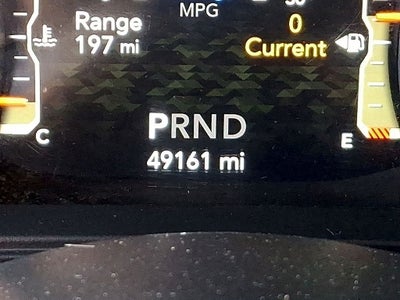 MPG
Range
197 mi
0
Current
PRND
C
E
49161 mi